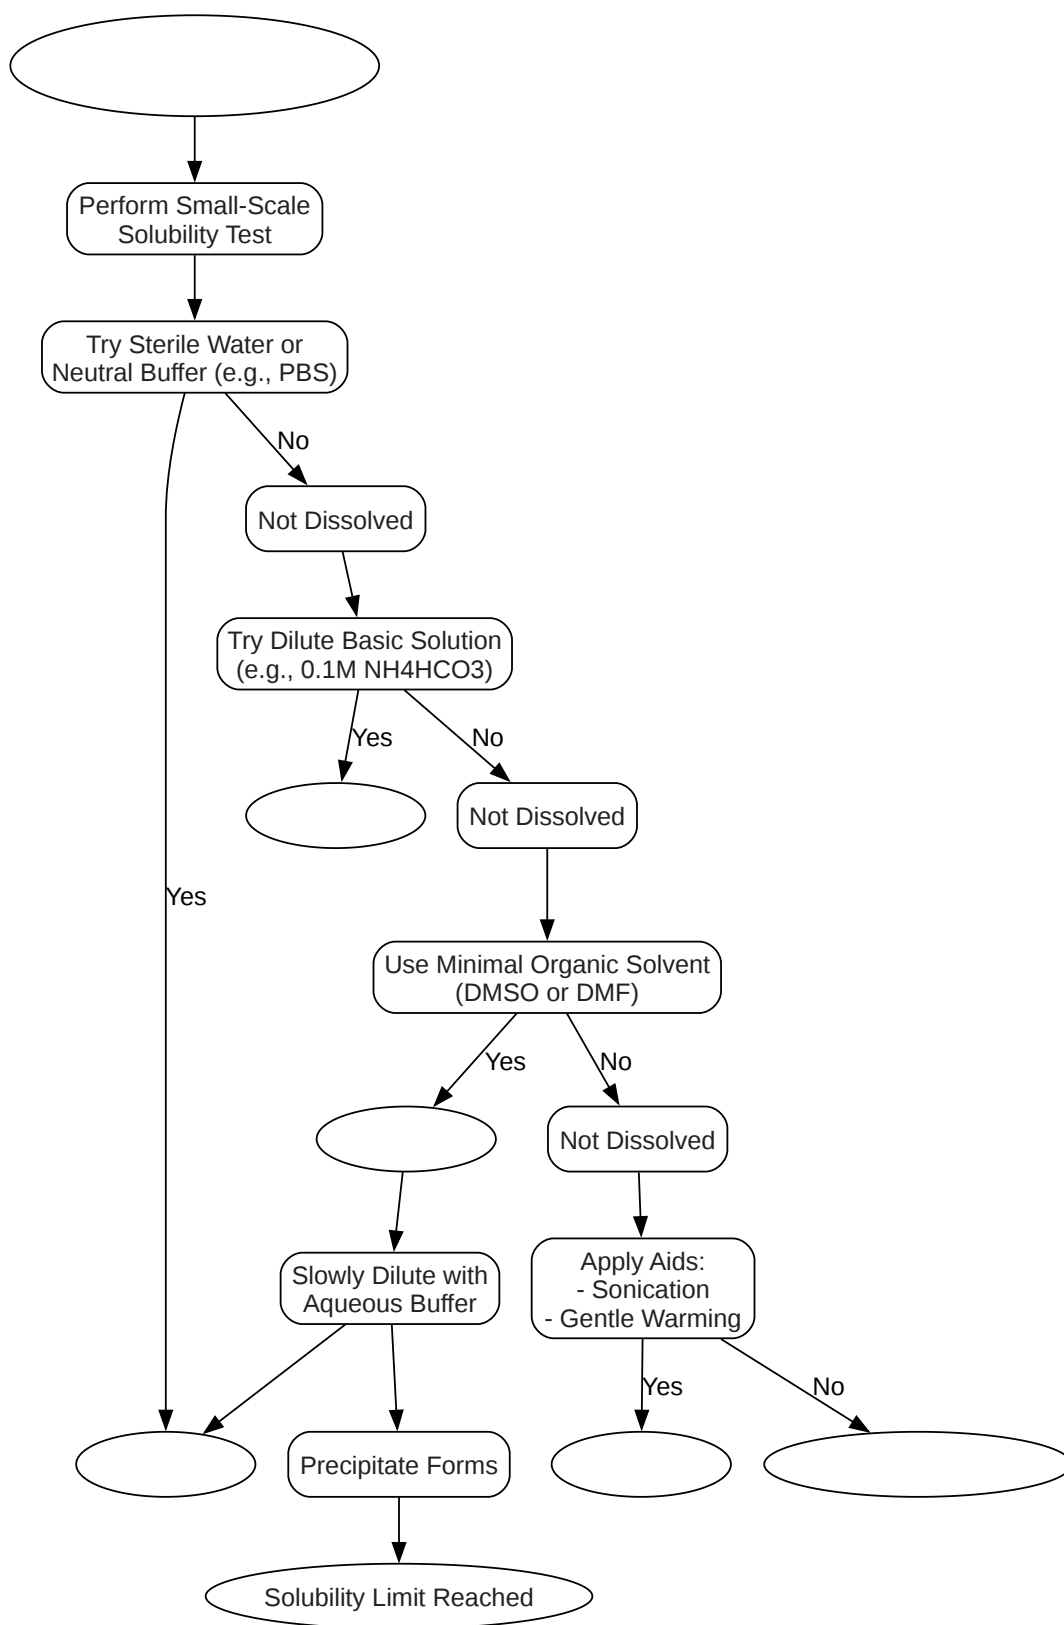 Perform Small-Scale
Solubility Test
Try Sterile Water or
Neutral Buffer (e.g., PBS)
No
Not Dissolved
Try Dilute Basic Solution
(e.g., 0.1M NH4HCO3)
Yes
No
Not Dissolved
Yes
Use Minimal Organic Solvent
(DMSO or DMF)
Yes
No
Not Dissolved
Slowly Dilute with
Aqueous Buffer
Apply Aids:
- Sonication
- Gentle Warming
Yes
No
Precipitate Forms
Solubility Limit Reached